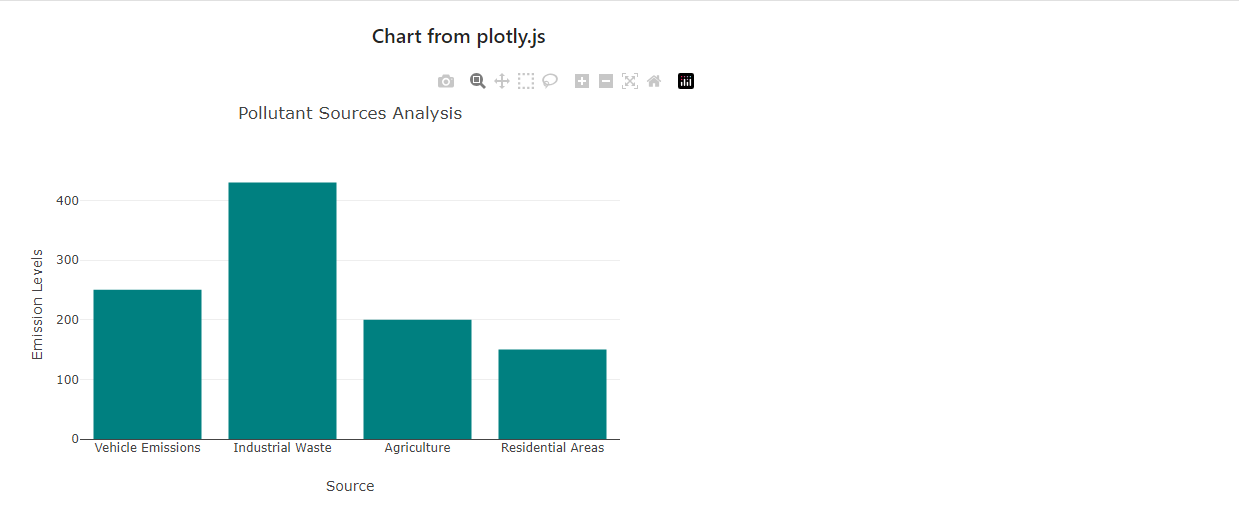 Chart from plotly.js
Pollutant Sources Analysis
400
300
200
100
0
Emission Levels
Vehicle Emissions Industrial Waste Agriculture Residential Areas
Source